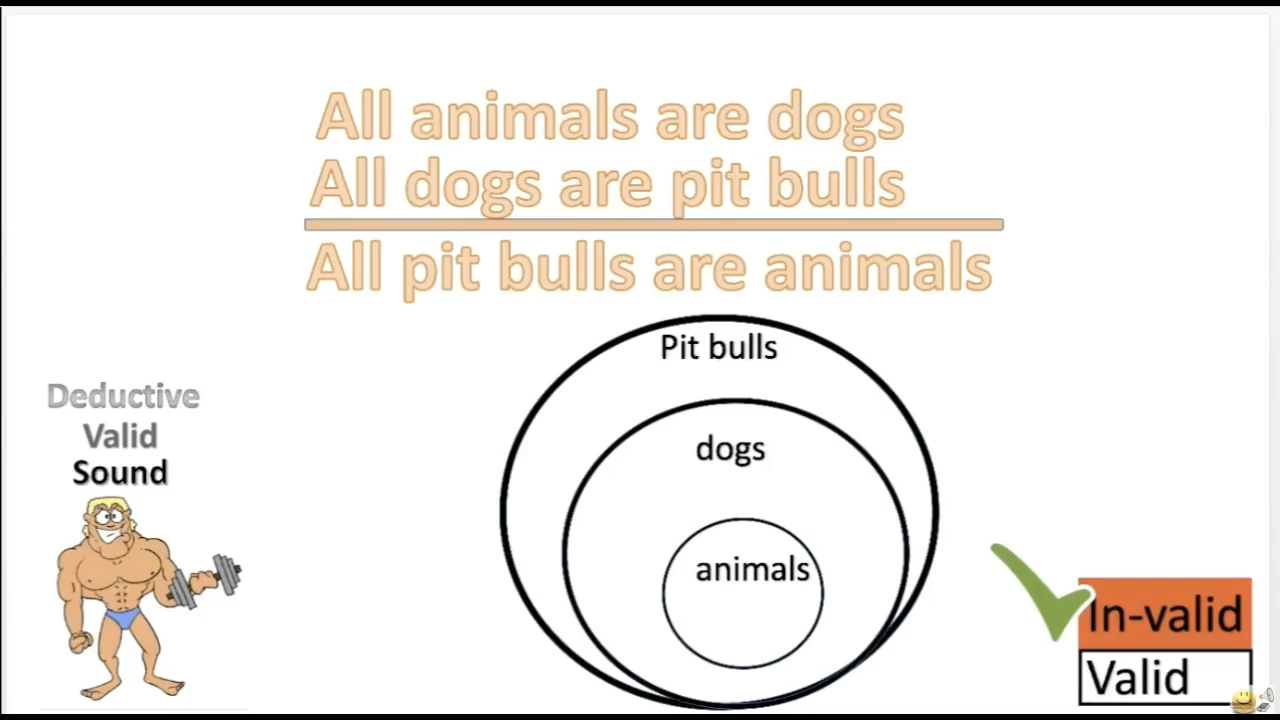 All animals are dogs
All dogs are pit bulls
All pit bulls are animals
Pit bulls
Deductive
Valid
dogs
Sound
animals
In-valid
Valid